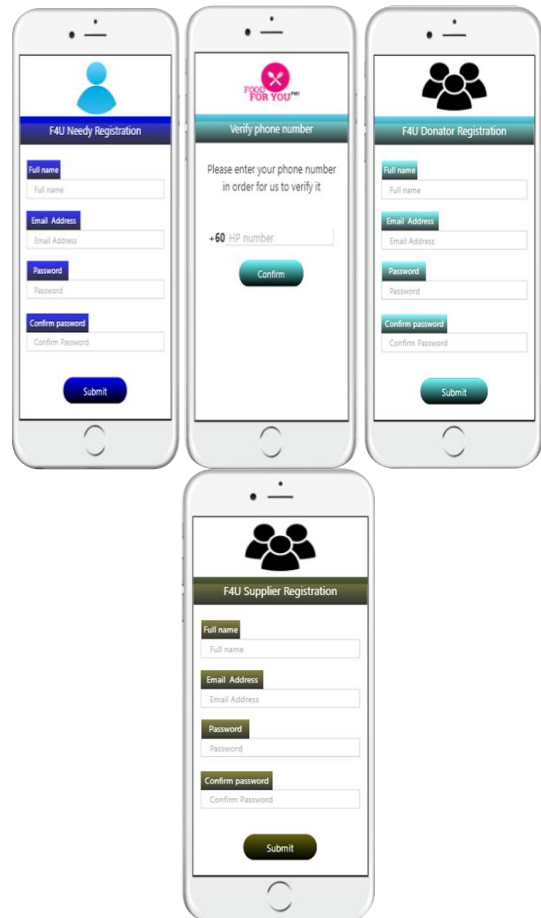 F4U Needy Registration
Full name
Full name
Email Address
Email Address
Password
Password
Confirm password
Confirm Password
Submit
FOOD
FOR YOU F4U
Verify phone number
Please enter your phone number
in order for us to verify it
+60 HP number
Confirm
F4U Donator Registration
Full name
Full name
Email Address
Email Address
Password
Password
Confirm password
Confirm Password
Submit
F4U Supplier Registration
Full name
Full name
Email Address
Email Address
Password
Password
Confirm password
Confirm Password
Submit